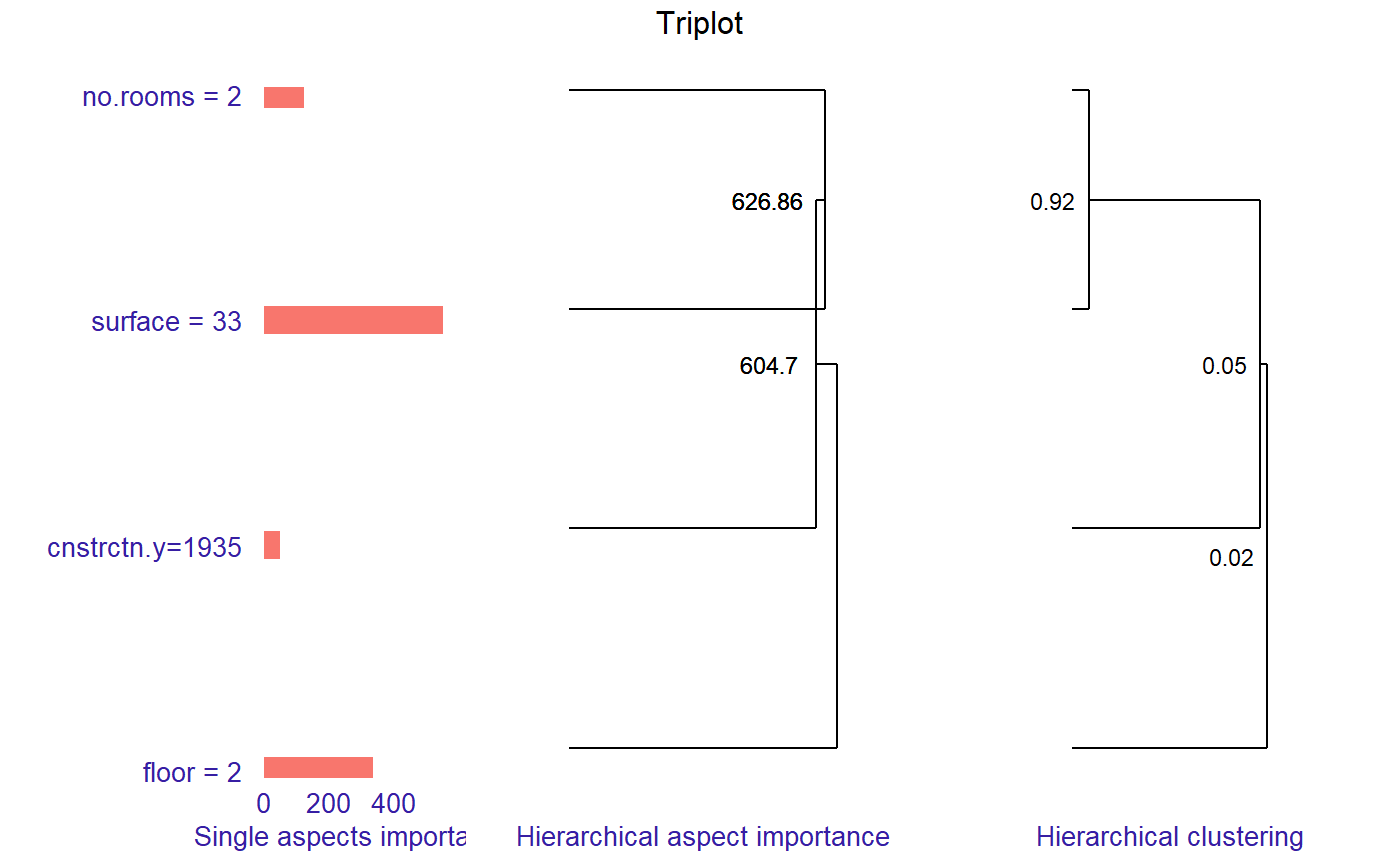 Triplot
no.rooms = 2
626.86
0.92
surface = 33
604.7
0.05
cnstrctn.y=1935
0.02
floor = 2
0 200 400
Single aspects importa
Hierarchical aspect importance
Hierarchical clustering